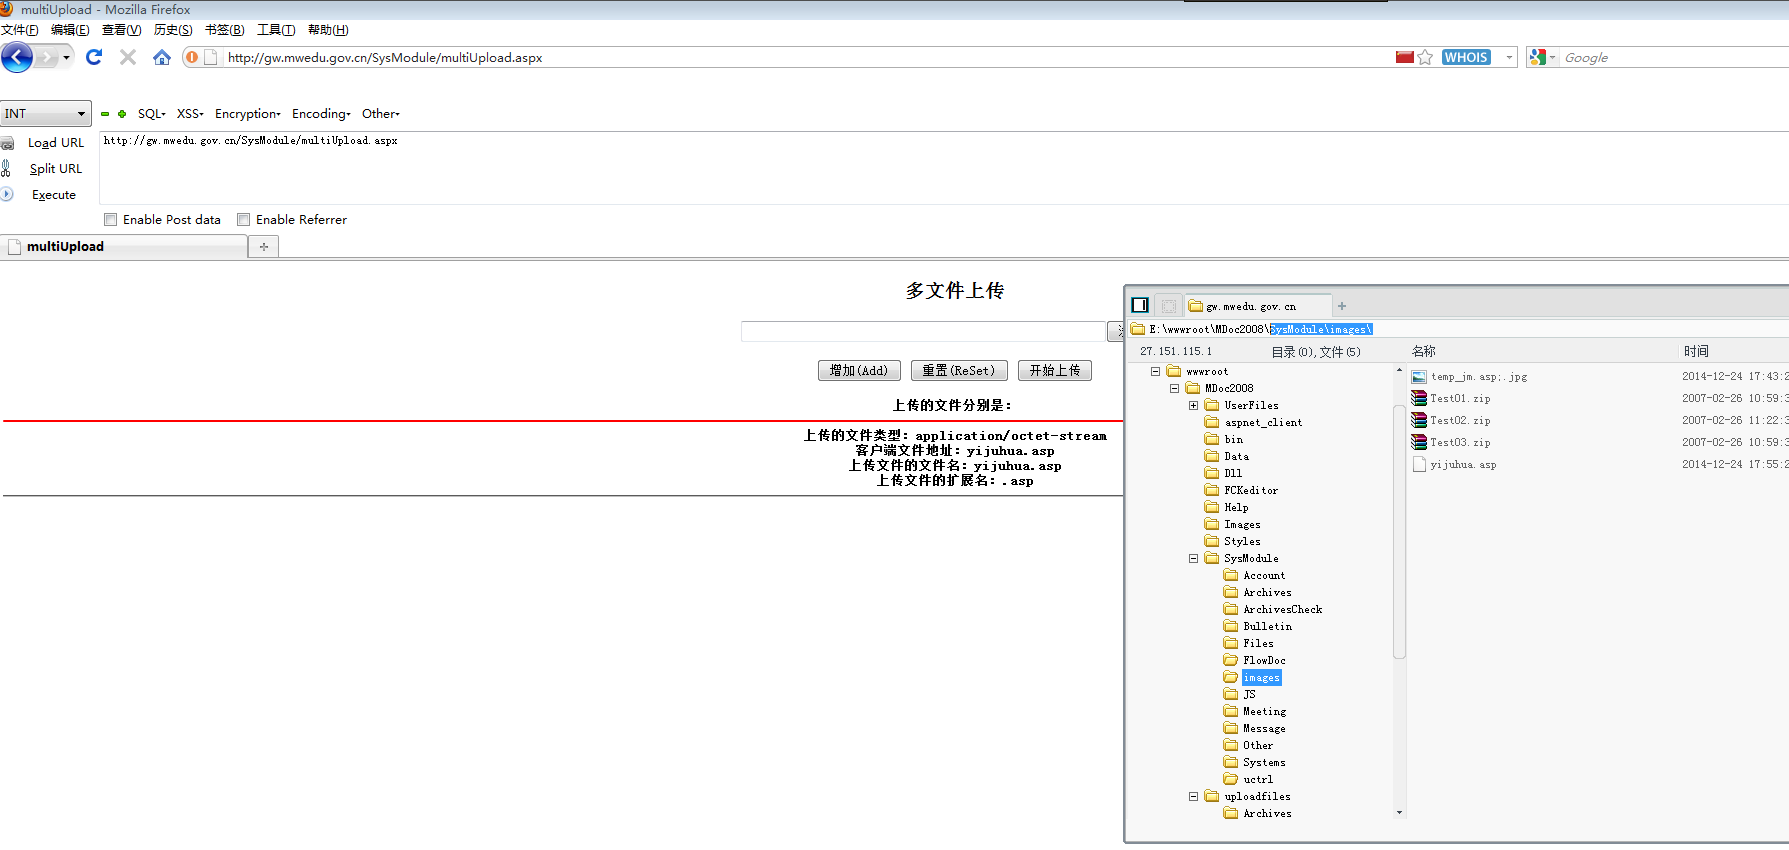 multiUpload - Mozilla Firefox
文件(F) 编辑(E) 查看(V) 历史(S) 书签(B) 工具(T) 帮助(H)
http://gw.mwedu.gov.cn/SysModule/multiUpload.aspx WHOIS Google
INT SQL XSS Encryption Encoding Other
Load URL http://gw.mwedu.gov.cn/SysModule/multiUpload.aspx
Split URL
Execute
Enable Post data Enable Referrer
multiUpload
多文件上传
增加(Add) 重置(ReSet) 开始上传
上传的文件分别是：
上传的文件类型：application/octet-stream
客户端文件地址：yijuhua.asp
上传文件的文件名：yijuhua.asp
上传文件的扩展名：.asp
gw.mwedu.gov.cn
E:\wwwroot\MDoc2008\SysModule\images\
27.151.115.1 目录(0),文件(5) 名称 时间
wwwroot
MDoc2008
UserFiles
aspnet_client
bin
Data
Dll
FCKeditor
Help
Images
Styles
SysModule
Account
Archives
ArchivesCheck
Bulletin
Files
FlowDoc
images
JS
Meeting
Message
Other
Systems
uctrl
uploadfiles
Archives
temp_jm.asp;.jpg 2014-12-24 17:43:2
Test01.zip 2007-02-26 10:59:3
Test02.zip 2007-02-26 11:22:3
Test03.zip 2007-02-26 10:59:3
yijuhua.asp 2014-12-24 17:55:2